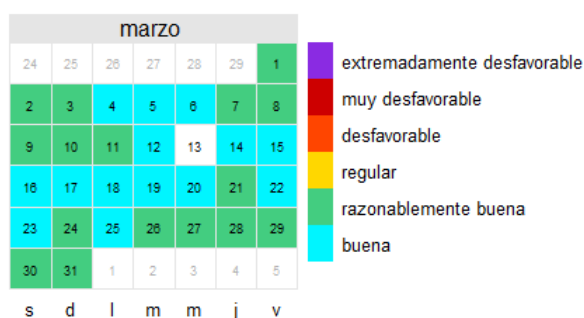 marzo
24 25 26 27 28 29 1
2 3 4 5 6 7 8
9 10 11 12 13 14 15
16 17 18 19 20 21 22
23 24 25 26 27 28 29
30 31 1 2 3 4 5
s d l m m j v
extremadamente desfavorable
muy desfavorable
desfavorable
regular
razonablemente buena
buena